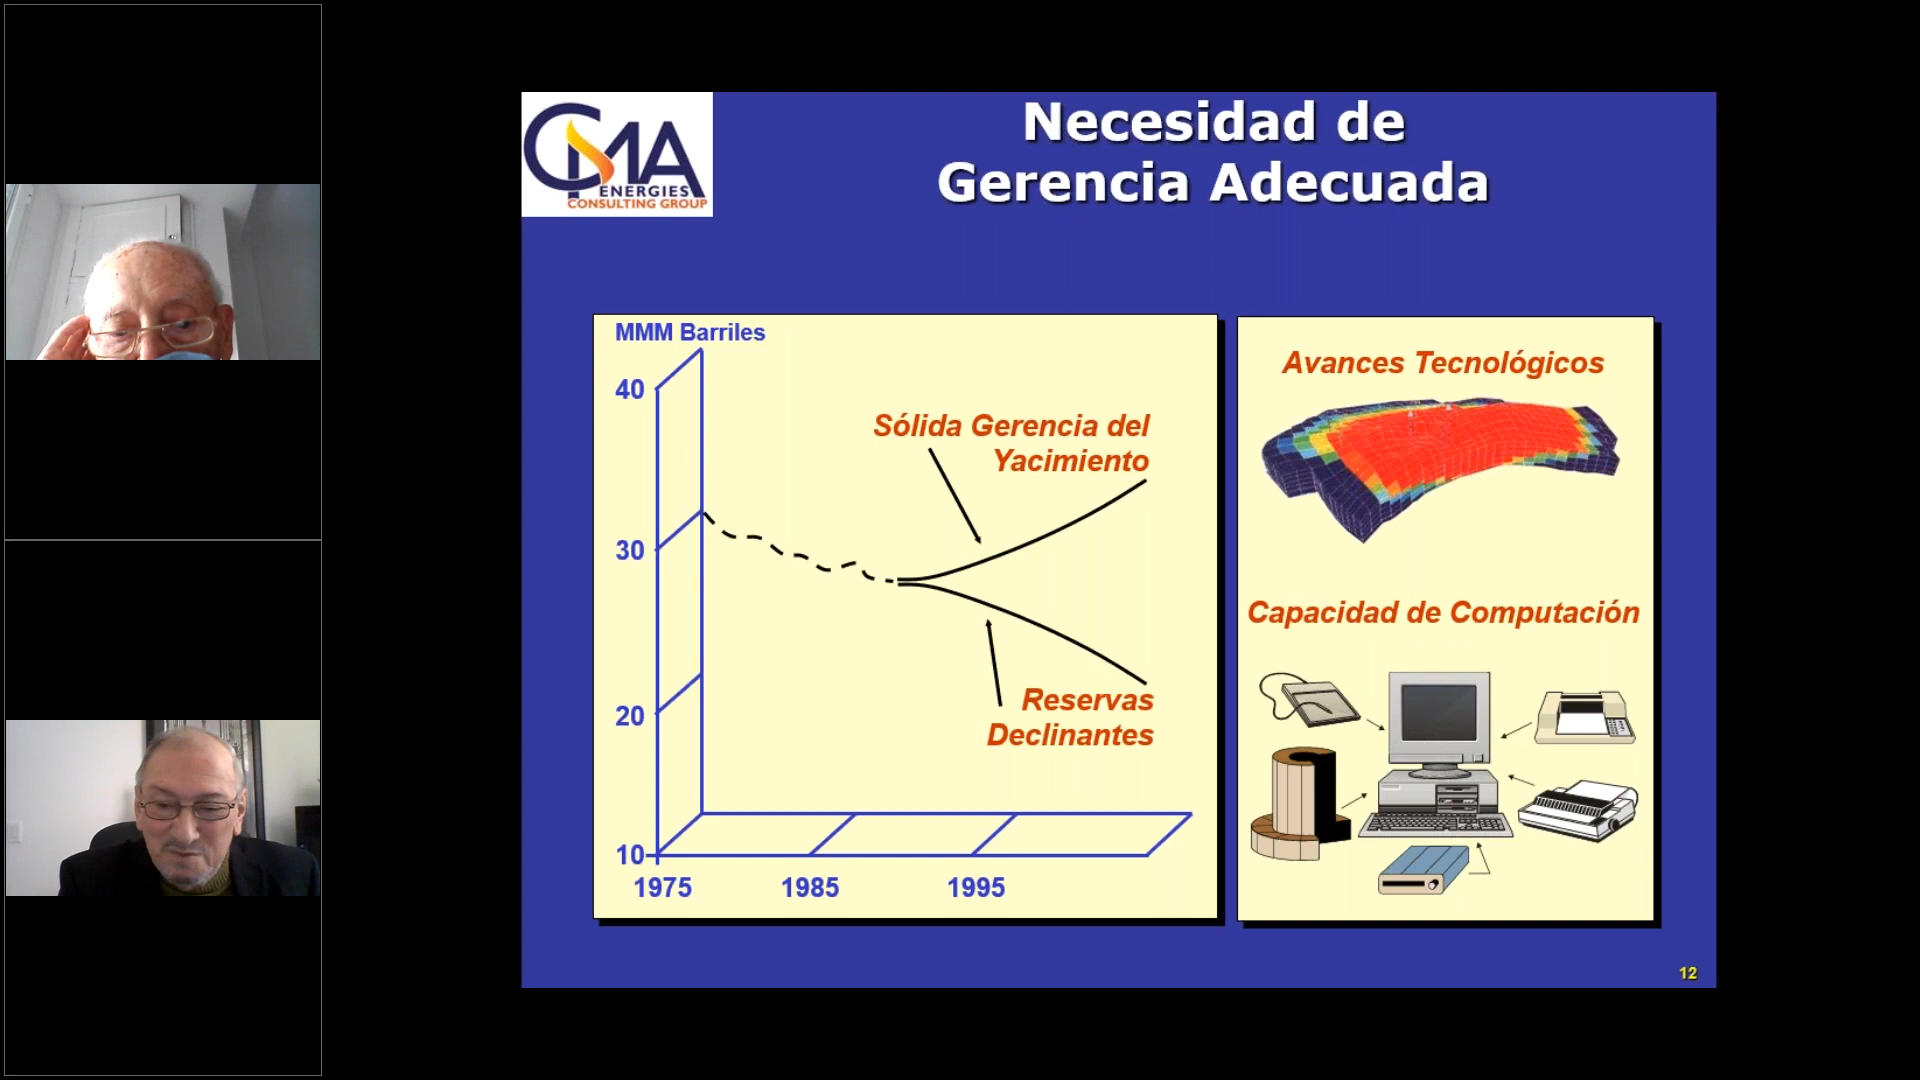 CMA
ENERGIES
CONSULTING GROUP
Necesidad de
Gerencia Adecuada
MMM Barriles
40
30
20
10
1975
1985
1995
Sólida Gerencia del
Yacimiento
Reservas
Declinantes
Avances Tecnológicos
Capacidad de Computación
12